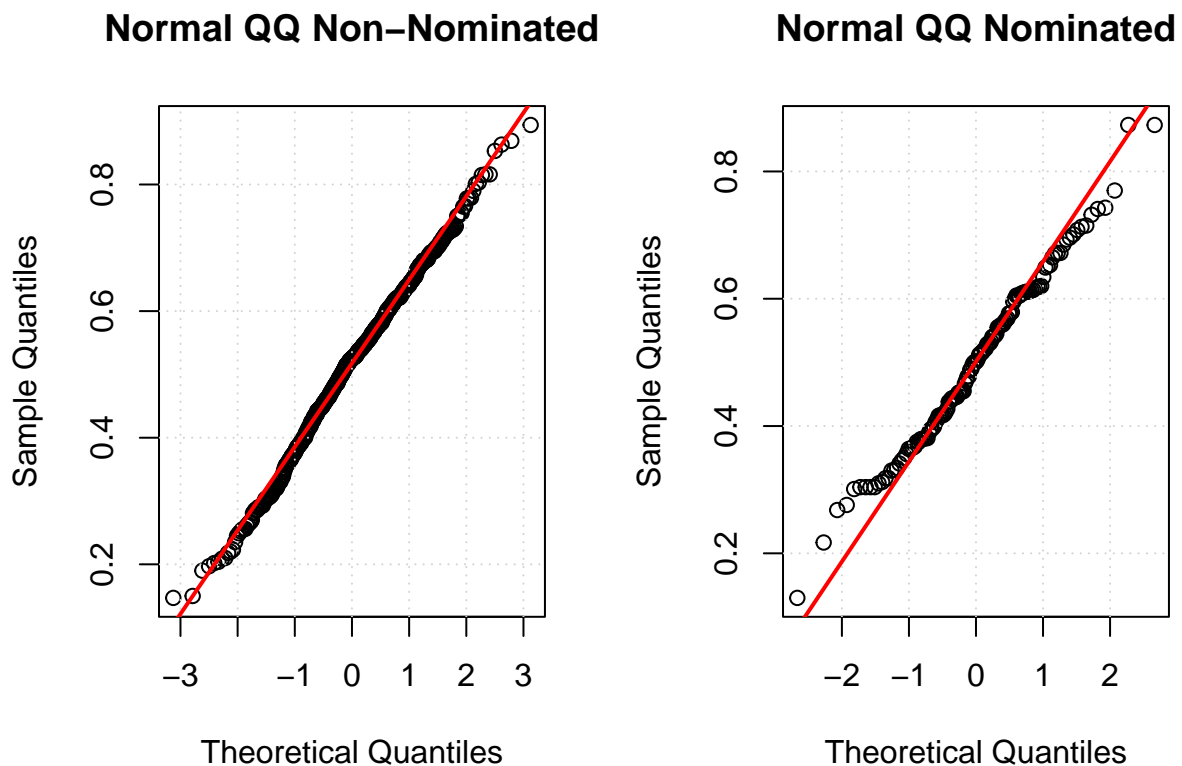 Normal QQ Non−Nominated
Sample Quantiles
0.8
0.6
0.4
0.2
−3 −1 0 1 2 3
Theoretical Quantiles
Normal QQ Nominated
Sample Quantiles
0.8
0.6
0.4
0.2
−2 −1 0 1 2
Theoretical Quantiles